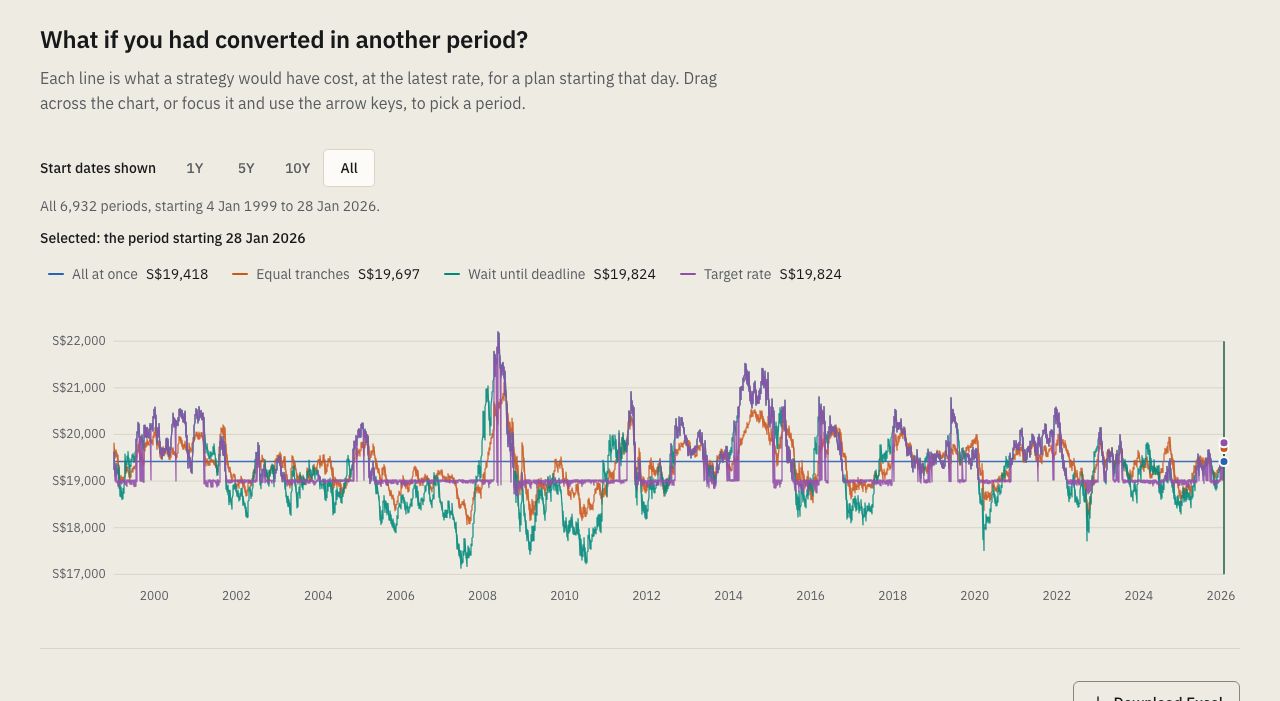 What if you had converted in another period?
Each line is what a strategy would have cost, at the latest rate, for a plan starting that day. Drag
across the chart, or focus it and use the arrow keys, to pick a period.
Start dates shown 1Y 5Y 10Y All
All 6,932 periods, starting 4 Jan 1999 to 28 Jan 2026.
Selected: the period starting 28 Jan 2026
All at once S$19,418 Equal tranches S$19,697 Wait until deadline S$19,824 Target rate S$19,824
S$22,000
S$21,000
S$20,000
S$19,000
S$18,000
S$17,000
2000 2002 2004 2006 2008 2010 2012 2014 2016 2018 2020 2022 2024 2026
Download Excel